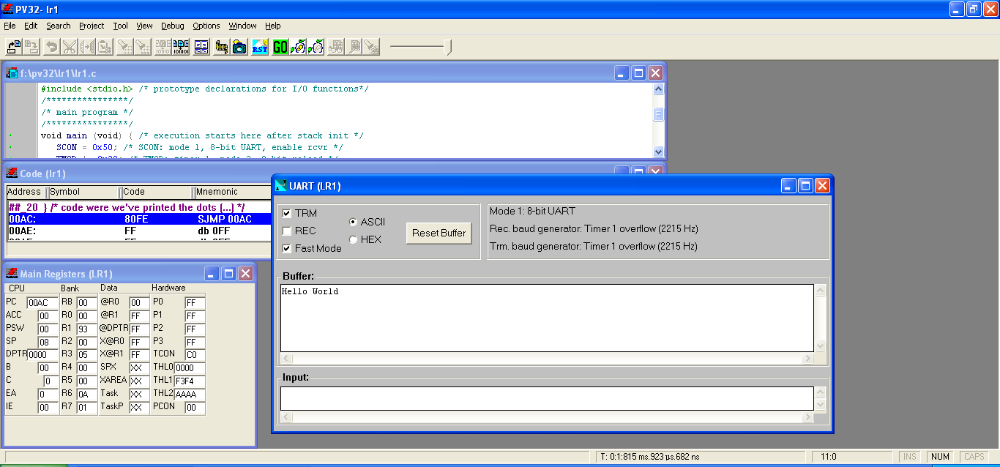 PV32- lr1
File Edit Search Project Tool View Debug Options Window Help
RST GO
f:\pv32\lr1\lr1.c
#include <stdio.h> /* prototype declarations for I/O functions*/
/****************/
/* main program */
/****************/
void main (void) { /* execution starts here after stack init */
SCON = 0x50; /* SCON: mode 1, 8-bit UART, enable rcvr */
Code (lr1)
Address Symbol Code Mnemonic
##_20 } /* code were we've printed the dots (...) */
00AC: 80FE SJMP 00AC
00AE: FF db 0FF
Main Registers (LR1)
CPU Bank Data Hardware
PC 00AC RB 00 @R0 00 P0 FF
ACC 00 R0 00 @R1 FF P1 FF
PSW 00 R1 93 @DPTR FF P2 FF
SP 08 R2 00 X@R0 FF P3 FF
DPTR 0000 R3 05 X@R1 FF TCON C0
B 00 R4 00 SPX XX THL0 0000
C 0 R5 00 XAREA XX THL1 F3F4
EA 0 R6 0A Task XX THL2 AAAA
IE 00 R7 01 TaskP XX PCON 00
UART (LR1)
TRM
REC
Fast Mode
ASCII
HEX
Reset Buffer
Mode 1: 8-bit UART
Rec. baud generator: Timer 1 overflow (2215 Hz)
Trm. baud generator: Timer 1 overflow (2215 Hz)
Buffer:
Hello World
Input:
T: 0:1:815 ms.923 µs.682 ns 11:0 INS NUM CAPS